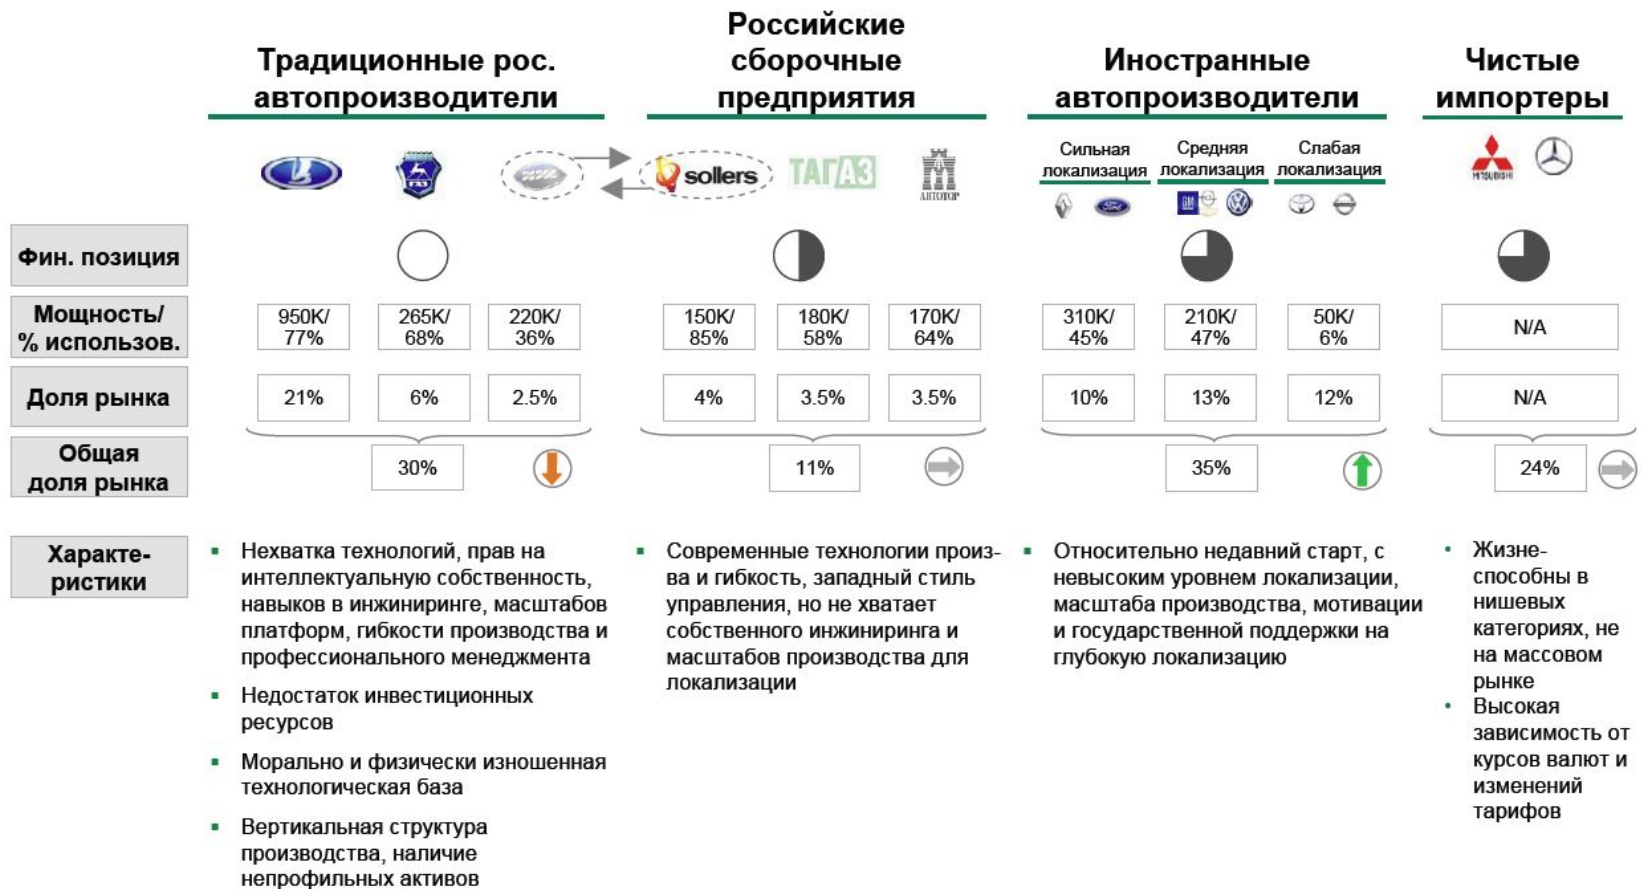 Традиционные рос.
автопроизводители
Российские
сборочные
предприятия
Иностранные
автопроизводители
Чистые
импортеры
ГАЗ
sollers
ТАГАЗ
АВТОТОР
Сильная
локализация
Средняя
локализация
Слабая
локализация
Ford
GM
MITSUBISHI
Фин. позиция
Мощность/
% использов.
950K/
77%
265K/
68%
220K/
36%
150K/
85%
180K/
58%
170K/
64%
310K/
45%
210K/
47%
50K/
6%
N/A
Доля рынка
21%
6%
2.5%
4%
3.5%
3.5%
10%
13%
12%
N/A
Общая
доля рынка
30%
11%
35%
24%
Характе-
ристики
▪ Нехватка технологий, прав на
интеллектуальную собственность,
навыков в инжиниринге, масштабов
платформ, гибкости производства и
профессионального менеджмента
▪ Недостаток инвестиционных
ресурсов
▪ Морально и физически изношенная
технологическая база
▪ Вертикальная структура
производства, наличие
непрофильных активов
▪ Современные технологии произ-
ва и гибкость, западный стиль
управления, но не хватает
собственного инжиниринга и
масштабов производства для
локализации
▪ Относительно недавний старт, с
невысоким уровнем локализации,
масштаба производства, мотивации
и государственной поддержки на
глубокую локализацию
• Жизне-
способны в
нишевых
категориях, не
на массовом
рынке
• Высокая
зависимость от
курсов валют и
изменений
тарифов